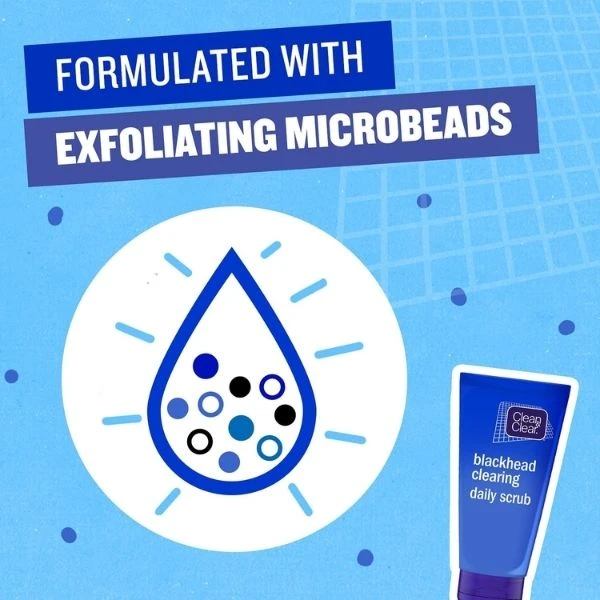 FORMULATED WITH
EXFOLIATING MICROBEADS
Clean
Clear.
blackhead
clearing
daily scrub